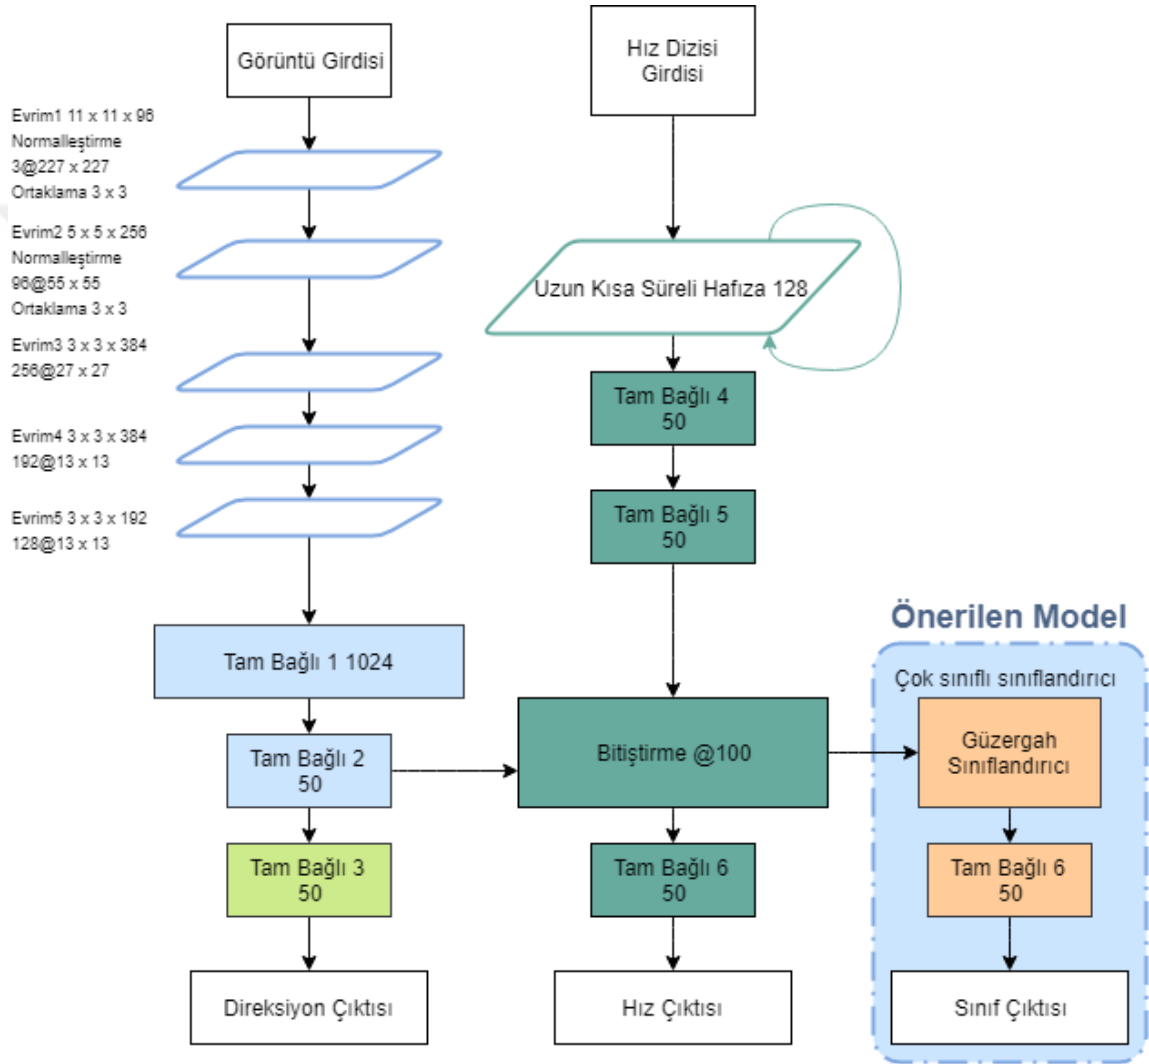 Görüntü Girdisi
Evrim1 11 x 11 x 96
Normalleştirme
3@227 x 227
Ortaklama 3 x 3
Evrim2 5 x 5 x 256
Normalleştirme
96@55 x 55
Ortaklama 3 x 3
Evrim3 3 x 3 x 384
256@27 x 27
Evrim4 3 x 3 x 384
192@13 x 13
Evrim5 3 x 3 x 192
128@13 x 13
Tam Bağlı 1 1024
Tam Bağlı 2
50
Tam Bağlı 3
50
Direksiyon Çıktısı
Hız Dizisi
Girdisi
Uzun Kısa Süreli Hafıza 128
Tam Bağlı 4
50
Tam Bağlı 5
50
Bitiştirme @100
Tam Bağlı 6
50
Hız Çıktısı
Önerilen Model
Çok sınıflı sınıflandırıcı
Güzergah
Sınıflandırıcı
Tam Bağlı 6
50
Sınıf Çıktısı